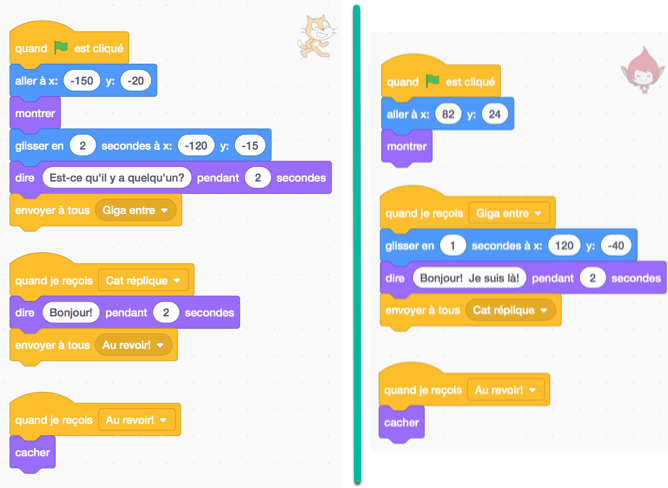 quand est cliqué
aller à x: -150 y: -20
montrer
glisser en 2 secondes à x: -120 y: -15
dire Est-ce qu'il y a quelqu'un? pendant 2 secondes
envoyer à tous Giga entre
quand je reçois Cat réplique
dire Bonjour! pendant 2 secondes
envoyer à tous Au revoir!
quand je reçois Au revoir!
cacher
quand est cliqué
aller à x: 82 y: 24
montrer
quand je reçois Giga entre
glisser en 1 secondes à x: 120 y: -40
dire Bonjour! Je suis là! pendant 2 secondes
envoyer à tous Cat réplique
quand je reçois Au revoir!
cacher